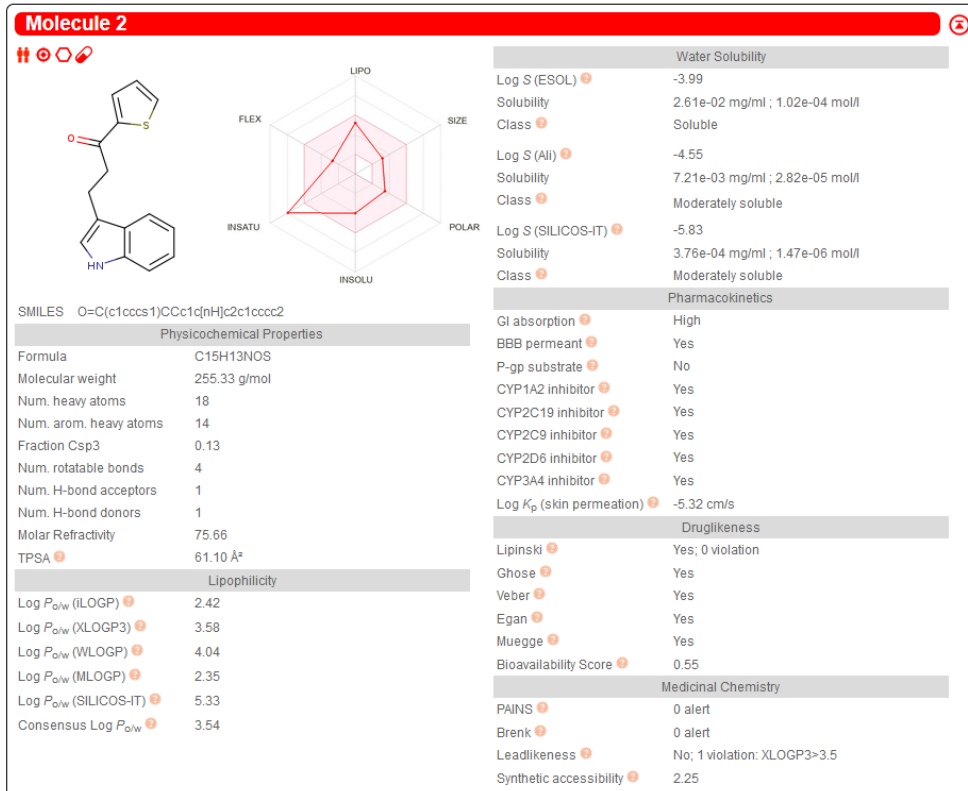 Molecule 2
LIPO
SIZE
POLAR
INSOLU
INSATU
FLEX
O
S
HN
SMILES O=C(c1cccs1)CCc1c[nH]c2c1cccc2
Physicochemical Properties
Formula C15H13NOS
Molecular weight 255.33 g/mol
Num. heavy atoms 18
Num. arom. heavy atoms 14
Fraction Csp3 0.13
Num. rotatable bonds 4
Num. H-bond acceptors 1
Num. H-bond donors 1
Molar Refractivity 75.66
TPSA ? 61.10 Å²
Lipophilicity
Log Po/w (iLOGP) ? 2.42
Log Po/w (XLOGP3) ? 3.58
Log Po/w (WLOGP) ? 4.04
Log Po/w (MLOGP) ? 2.35
Log Po/w (SILICOS-IT) ? 5.33
Consensus Log Po/w ? 3.54
Water Solubility
Log S (ESOL) ? -3.99
Solubility 2.61e-02 mg/ml ; 1.02e-04 mol/l
Class ? Soluble
Log S (Ali) ? -4.55
Solubility 7.21e-03 mg/ml ; 2.82e-05 mol/l
Class ? Moderately soluble
Log S (SILICOS-IT) ? -5.83
Solubility 3.76e-04 mg/ml ; 1.47e-06 mol/l
Class ? Moderately soluble
Pharmacokinetics
GI absorption ? High
BBB permeant ? Yes
P-gp substrate ? No
CYP1A2 inhibitor ? Yes
CYP2C19 inhibitor ? Yes
CYP2C9 inhibitor ? Yes
CYP2D6 inhibitor ? Yes
CYP3A4 inhibitor ? Yes
Log Kp (skin permeation) ? -5.32 cm/s
Druglikeness
Lipinski ? Yes; 0 violation
Ghose ? Yes
Veber ? Yes
Egan ? Yes
Muegge ? Yes
Bioavailability Score ? 0.55
Medicinal Chemistry
PAINS ? 0 alert
Brenk ? 0 alert
Leadlikeness ? No; 1 violation: XLOGP3>3.5
Synthetic accessibility ? 2.25